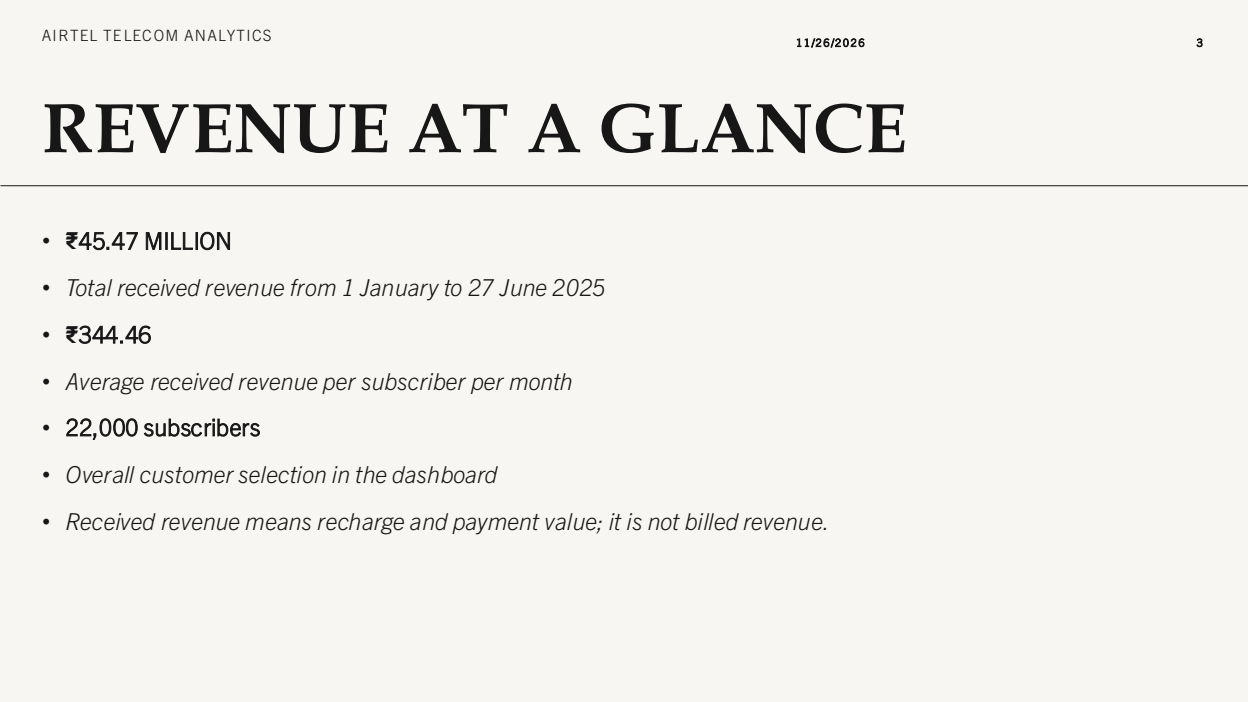 AIRTEL TELECOM ANALYTICS
11/26/2026
3
REVENUE AT A GLANCE
• ₹45.47 MILLION
• Total received revenue from 1 January to 27 June 2025
• ₹344.46
• Average received revenue per subscriber per month
• 22,000 subscribers
• Overall customer selection in the dashboard
• Received revenue means recharge and payment value; it is not billed revenue.